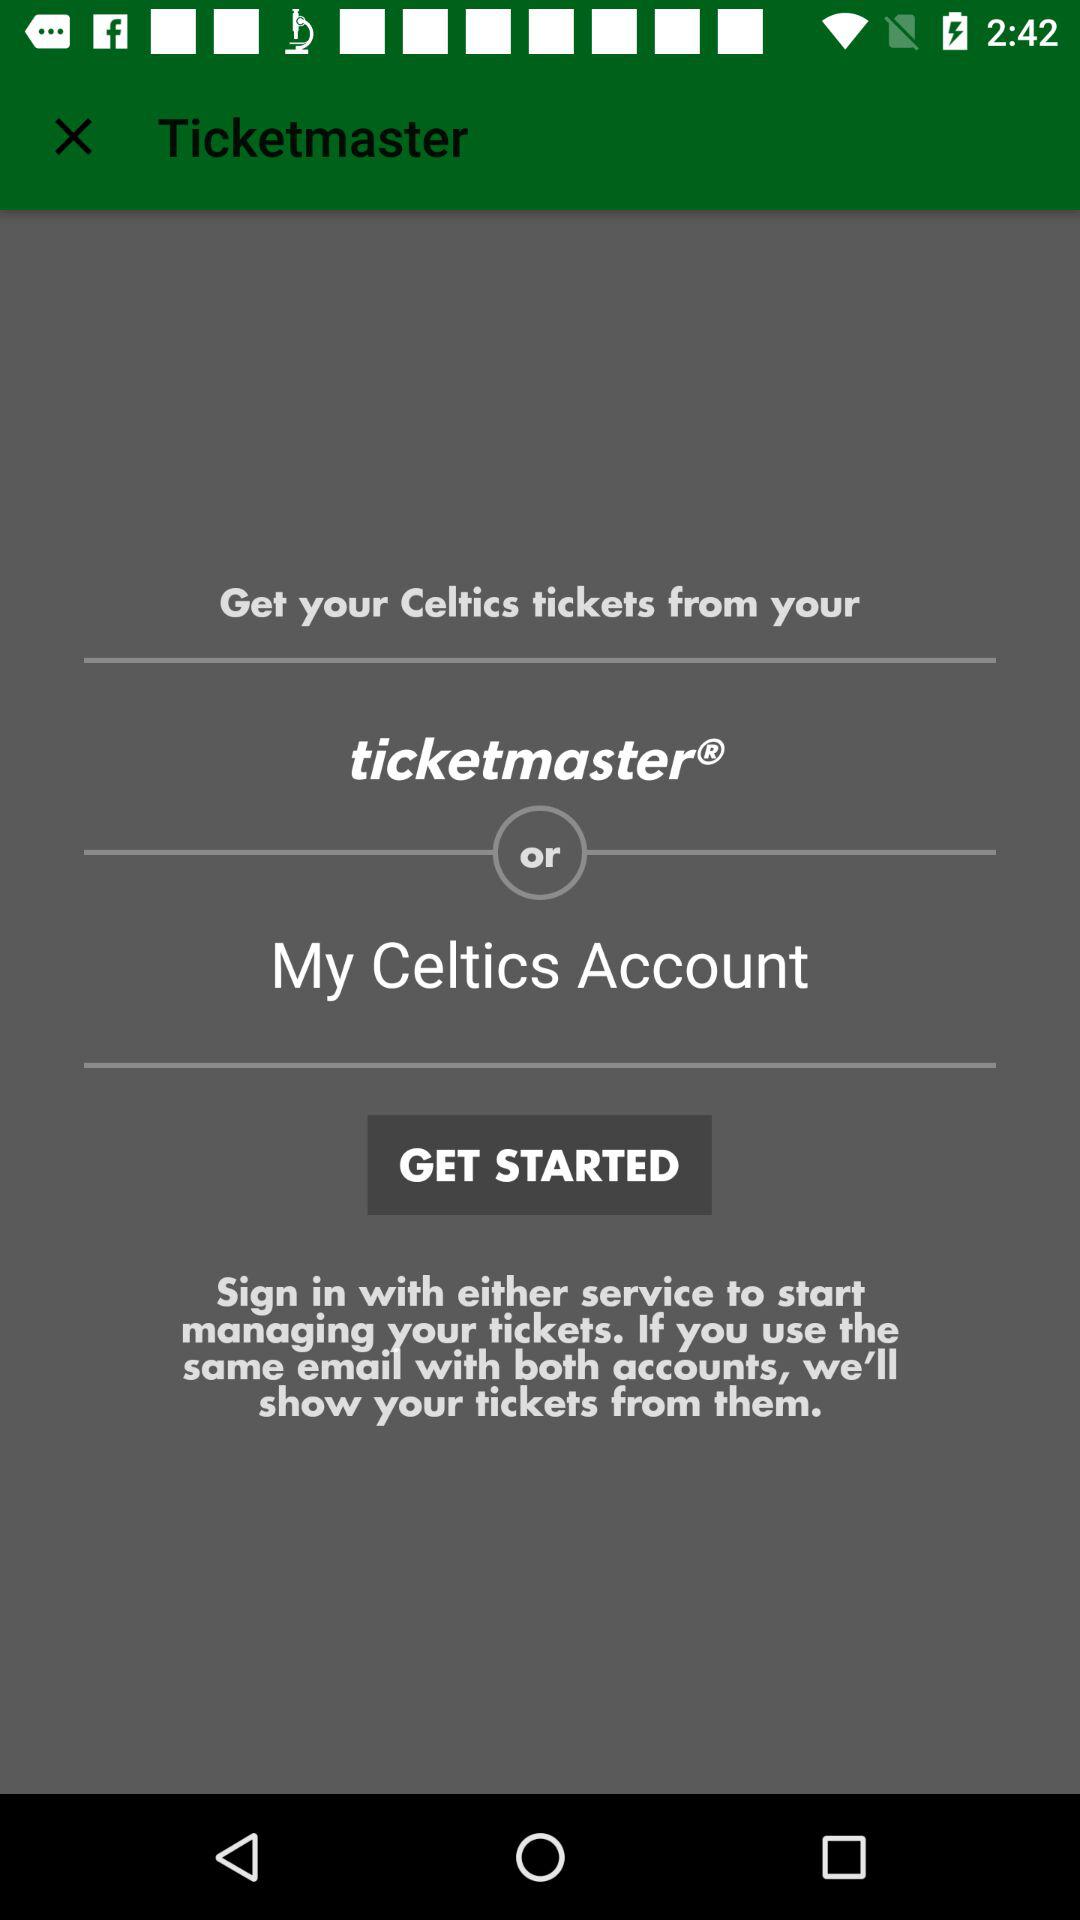 2:42
Ticketmaster
Get your Celtics tickets from your
ticketmaster®
or
My Celtics Account
GET STARTED
Sign in with either service to start
managing your tickets. If you use the
same email with both accounts, we’ll
show your tickets from them.